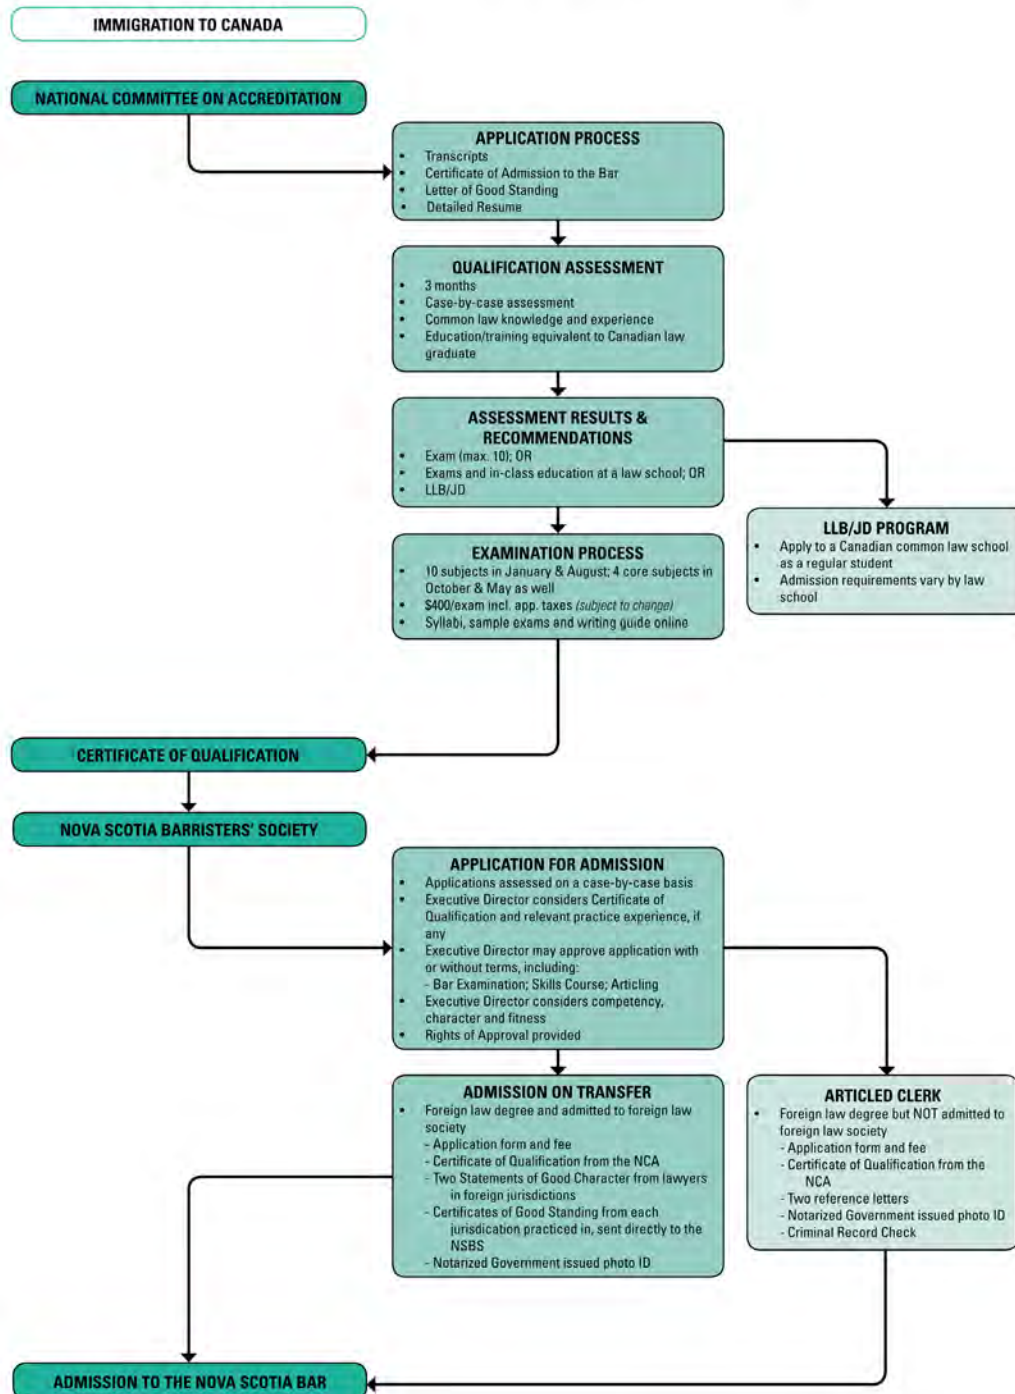 IMMIGRATION TO CANADA
NATIONAL COMMITTEE ON ACCREDITATION
APPLICATION PROCESS
• Transcripts
• Certificate of Admission to the Bar
• Letter of Good Standing
• Detailed Resume
QUALIFICATION ASSESSMENT
• 3 months
• Case-by-case assessment
• Common law knowledge and experience
• Education/training equivalent to Canadian law
graduate
ASSESSMENT RESULTS &
RECOMMENDATIONS
• Exam (max. 10); OR
• Exams and in-class education at a law school; OR
• LLB/JD
LLB/JD PROGRAM
• Apply to a Canadian common law school
as a regular student
• Admission requirements vary by law
school
EXAMINATION PROCESS
• 10 subjects in January & August; 4 core subjects in
October & May as well
• $400/exam incl. app. taxes (subject to change)
• Syllabi, sample exams and writing guide online
CERTIFICATE OF QUALIFICATION
NOVA SCOTIA BARRISTERS' SOCIETY
APPLICATION FOR ADMISSION
• Applications assessed on a case-by-case basis
• Executive Director considers Certificate of
Qualification and relevant practice experience, if
any
• Executive Director may approve application with
or without terms, including:
- Bar Examination; Skills Course; Articling
• Executive Director considers competency,
character and fitness
• Rights of Approval provided
ADMISSION ON TRANSFER
• Foreign law degree and admitted to foreign law
society
- Application form and fee
- Certificate of Qualification from the NCA
- Two Statements of Good Character from lawyers
in foreign jurisdictions
- Certificates of Good Standing from each
jurisdication practiced in, sent directly to the
NSBS
- Notarized Government issued photo ID
ARTICLED CLERK
• Foreign law degree but NOT admitted to
foreign law society
- Application form and fee
- Certificate of Qualification from the
NCA
- Two reference letters
- Notarized Government issued photo ID
- Criminal Record Check
ADMISSION TO THE NOVA SCOTIA BAR